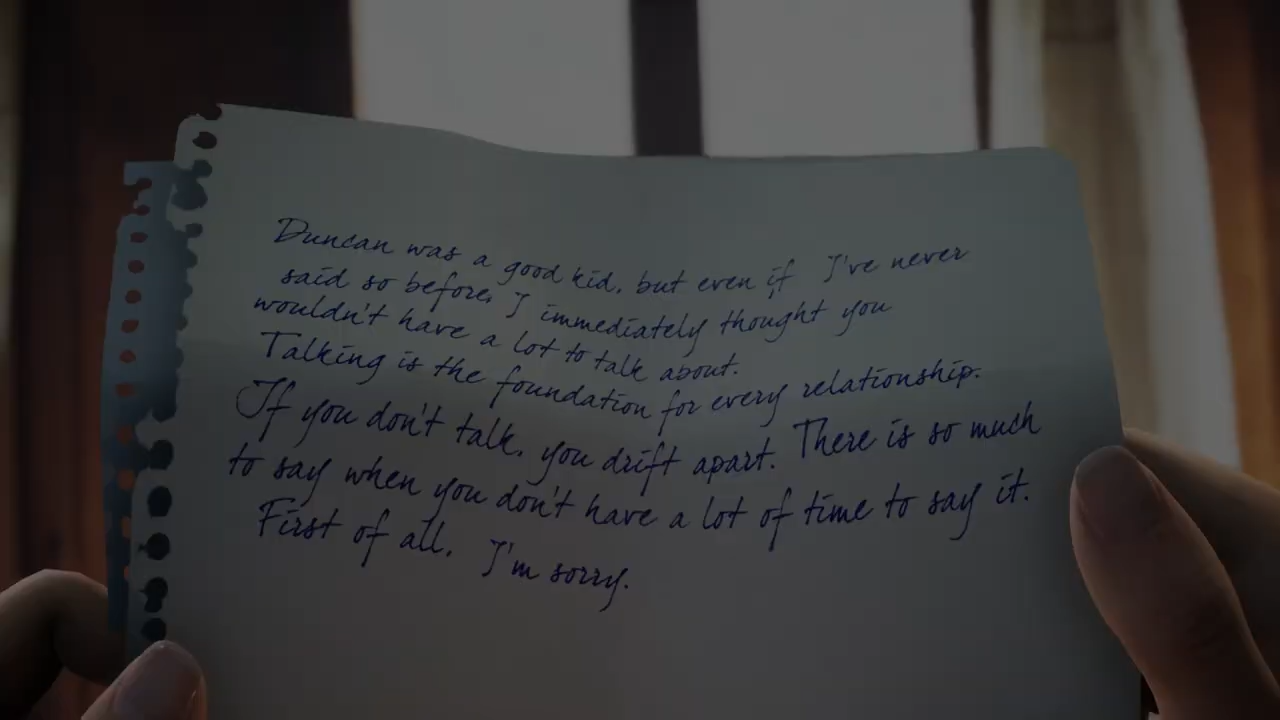 Duncan was a good kid, but even if I've never
said so before, I immediately thought you
wouldn't have a lot to talk about.
Talking is the foundation for every relationship.
If you don't talk, you drift apart. There is so much
to say when you don't have a lot of time to say it.
First of all, I'm sorry.